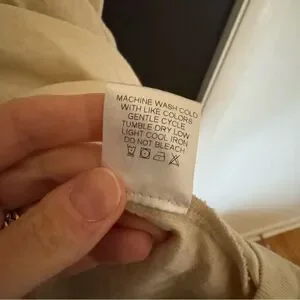 MACHINE WASH COLD
WITH LIKE COLORS
GENTLE CYCLE
TUMBLE DRY LOW
LIGHT COOL IRON
DO NOT BLEACH